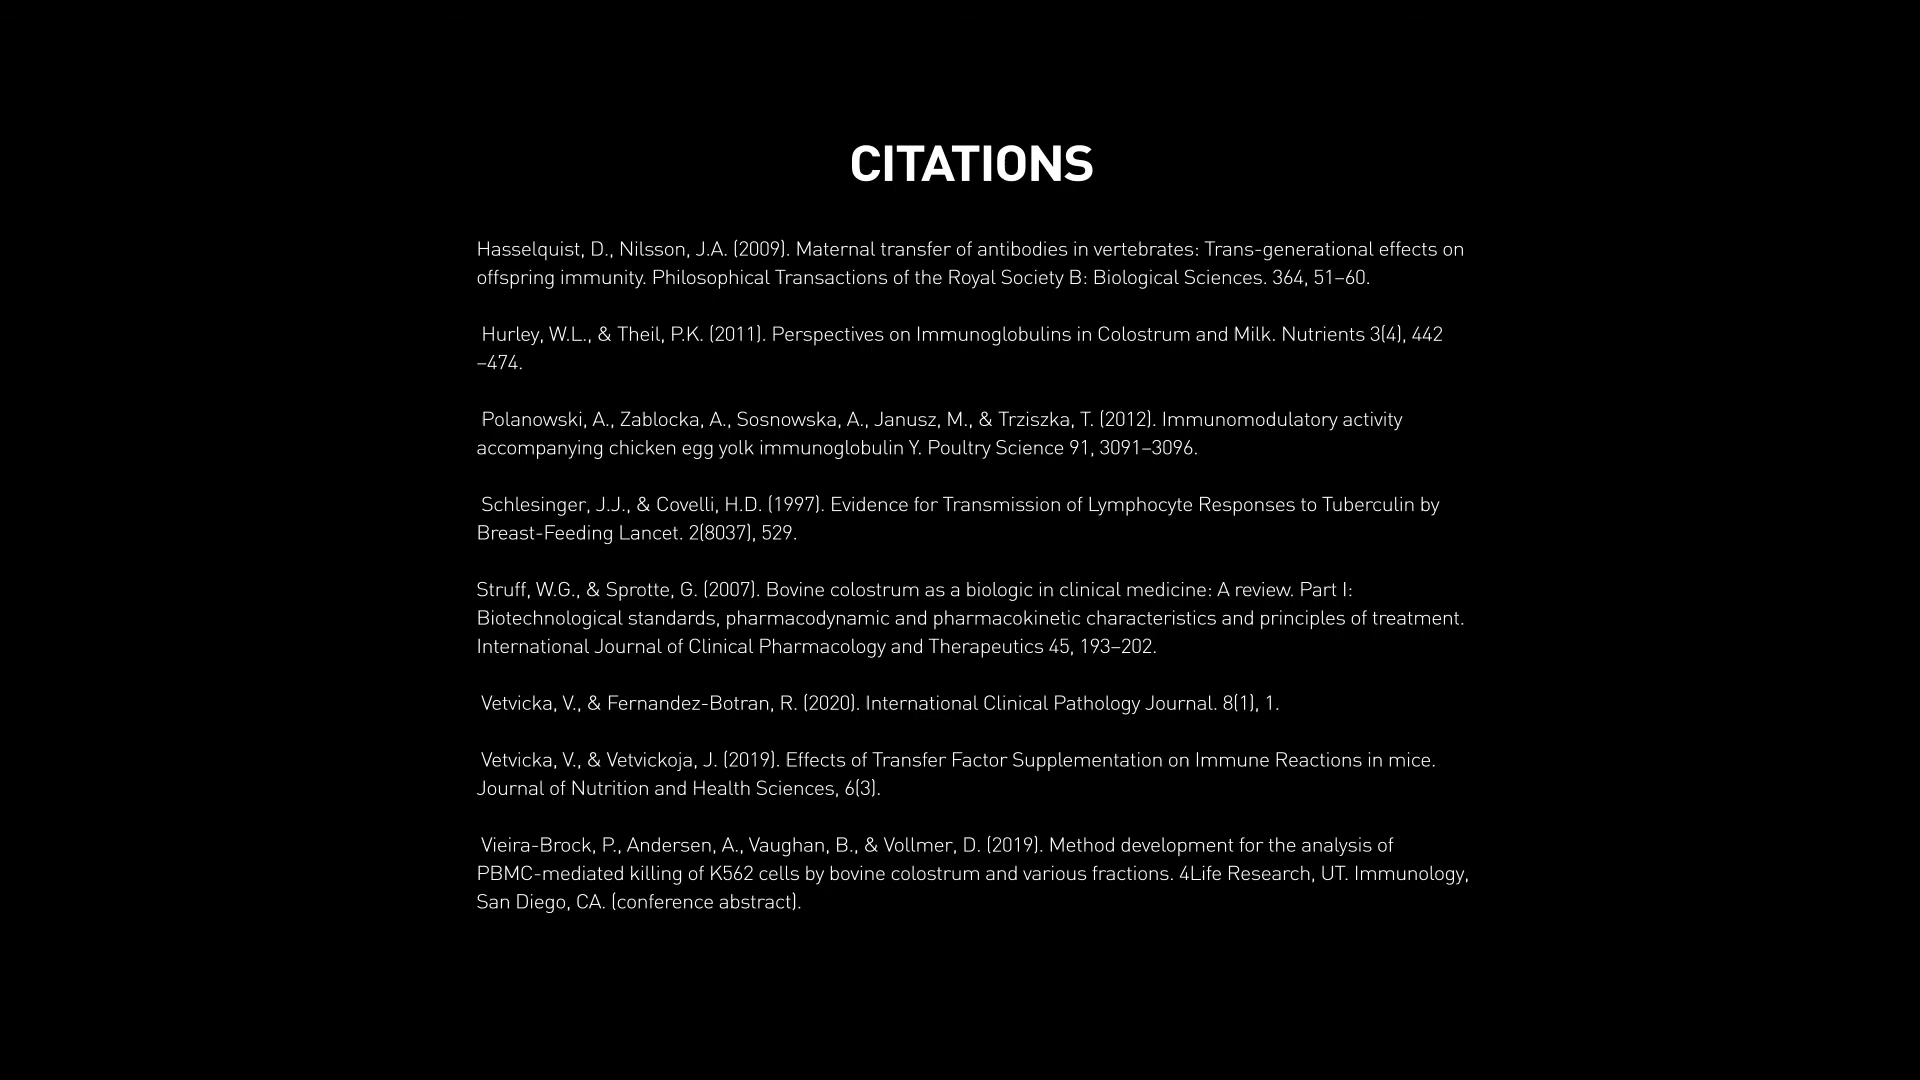 CITATIONS
Hasselquist, D., Nilsson, J.A. (2009). Maternal transfer of antibodies in vertebrates: Trans-generational effects on
offspring immunity. Philosophical Transactions of the Royal Society B: Biological Sciences. 364, 51–60.
Hurley, W.L., & Theil, P.K. (2011). Perspectives on Immunoglobulins in Colostrum and Milk. Nutrients 3(4), 442
–474.
Polanowski, A., Zablocka, A., Sosnowska, A., Janusz, M., & Trziszka, T. (2012). Immunomodulatory activity
accompanying chicken egg yolk immunoglobulin Y. Poultry Science 91, 3091–3096.
Schlesinger, J.J., & Covelli, H.D. (1997). Evidence for Transmission of Lymphocyte Responses to Tuberculin by
Breast-Feeding Lancet. 2(8037), 529.
Struff, W.G., & Sprotte, G. (2007). Bovine colostrum as a biologic in clinical medicine: A review. Part I:
Biotechnological standards, pharmacodynamic and pharmacokinetic characteristics and principles of treatment.
International Journal of Clinical Pharmacology and Therapeutics 45, 193–202.
Vetvicka, V., & Fernandez-Botran, R. (2020). International Clinical Pathology Journal. 8(1), 1.
Vetvicka, V., & Vetvickoja, J. (2019). Effects of Transfer Factor Supplementation on Immune Reactions in mice.
Journal of Nutrition and Health Sciences, 6(3).
Vieira-Brock, P., Andersen, A., Vaughan, B., & Vollmer, D. (2019). Method development for the analysis of
PBMC-mediated killing of K562 cells by bovine colostrum and various fractions. 4Life Research, UT. Immunology,
San Diego, CA. (conference abstract).